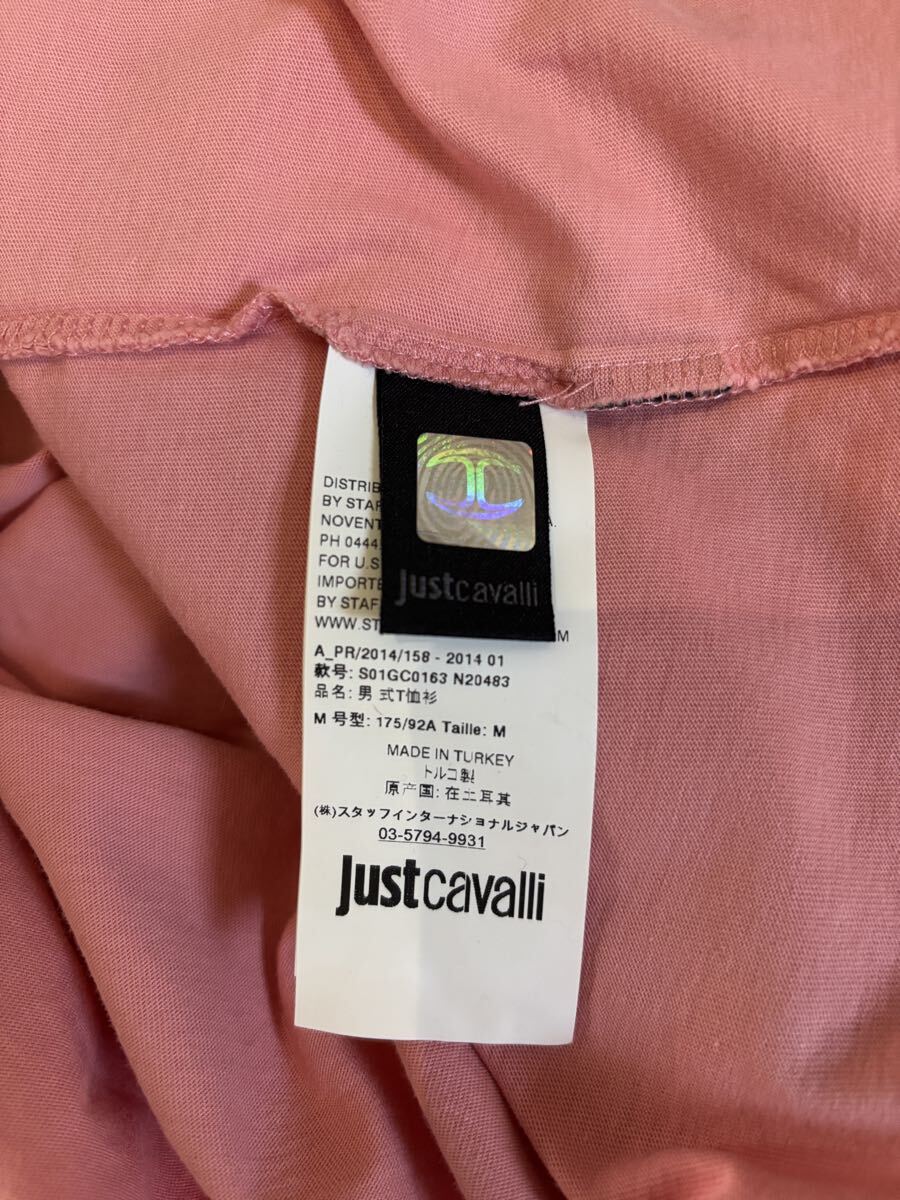 DISTRIB
BY STAF
NOVENT A.
PH 0444
FOR U.S
IMPORTE
BY STAF
WWW.ST M
justcavalli
A_PR/2014/158 - 2014 01
款号: S01GC0163 N20483
品名: 男 式T恤衫
M 号型: 175/92A Taille: M
MADE IN TURKEY
トルコ製
原产国: 在土耳其
(株)スタッフインターナショナルジャパン
03-5794-9931
justcavalli